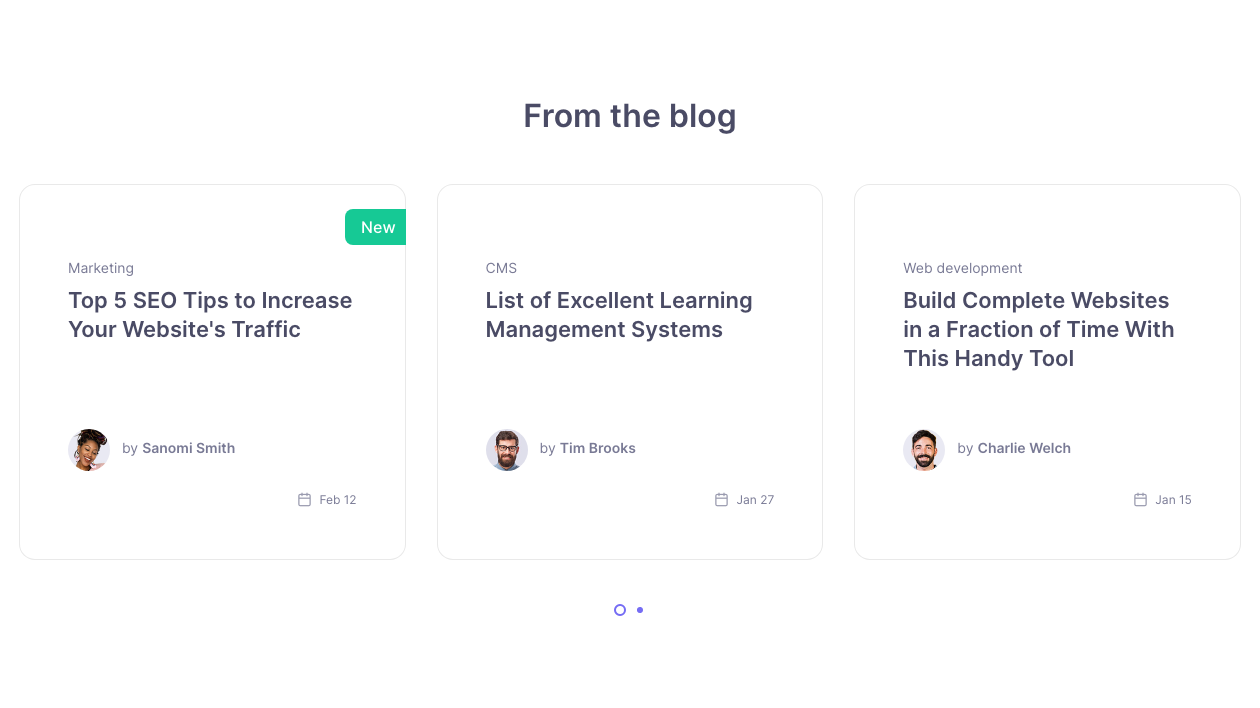 From the blog
New
Marketing
Top 5 SEO Tips to Increase
Your Website's Traffic
by Sanomi Smith
Feb 12
CMS
List of Excellent Learning
Management Systems
by Tim Brooks
Jan 27
Web development
Build Complete Websites
in a Fraction of Time With
This Handy Tool
by Charlie Welch
Jan 15